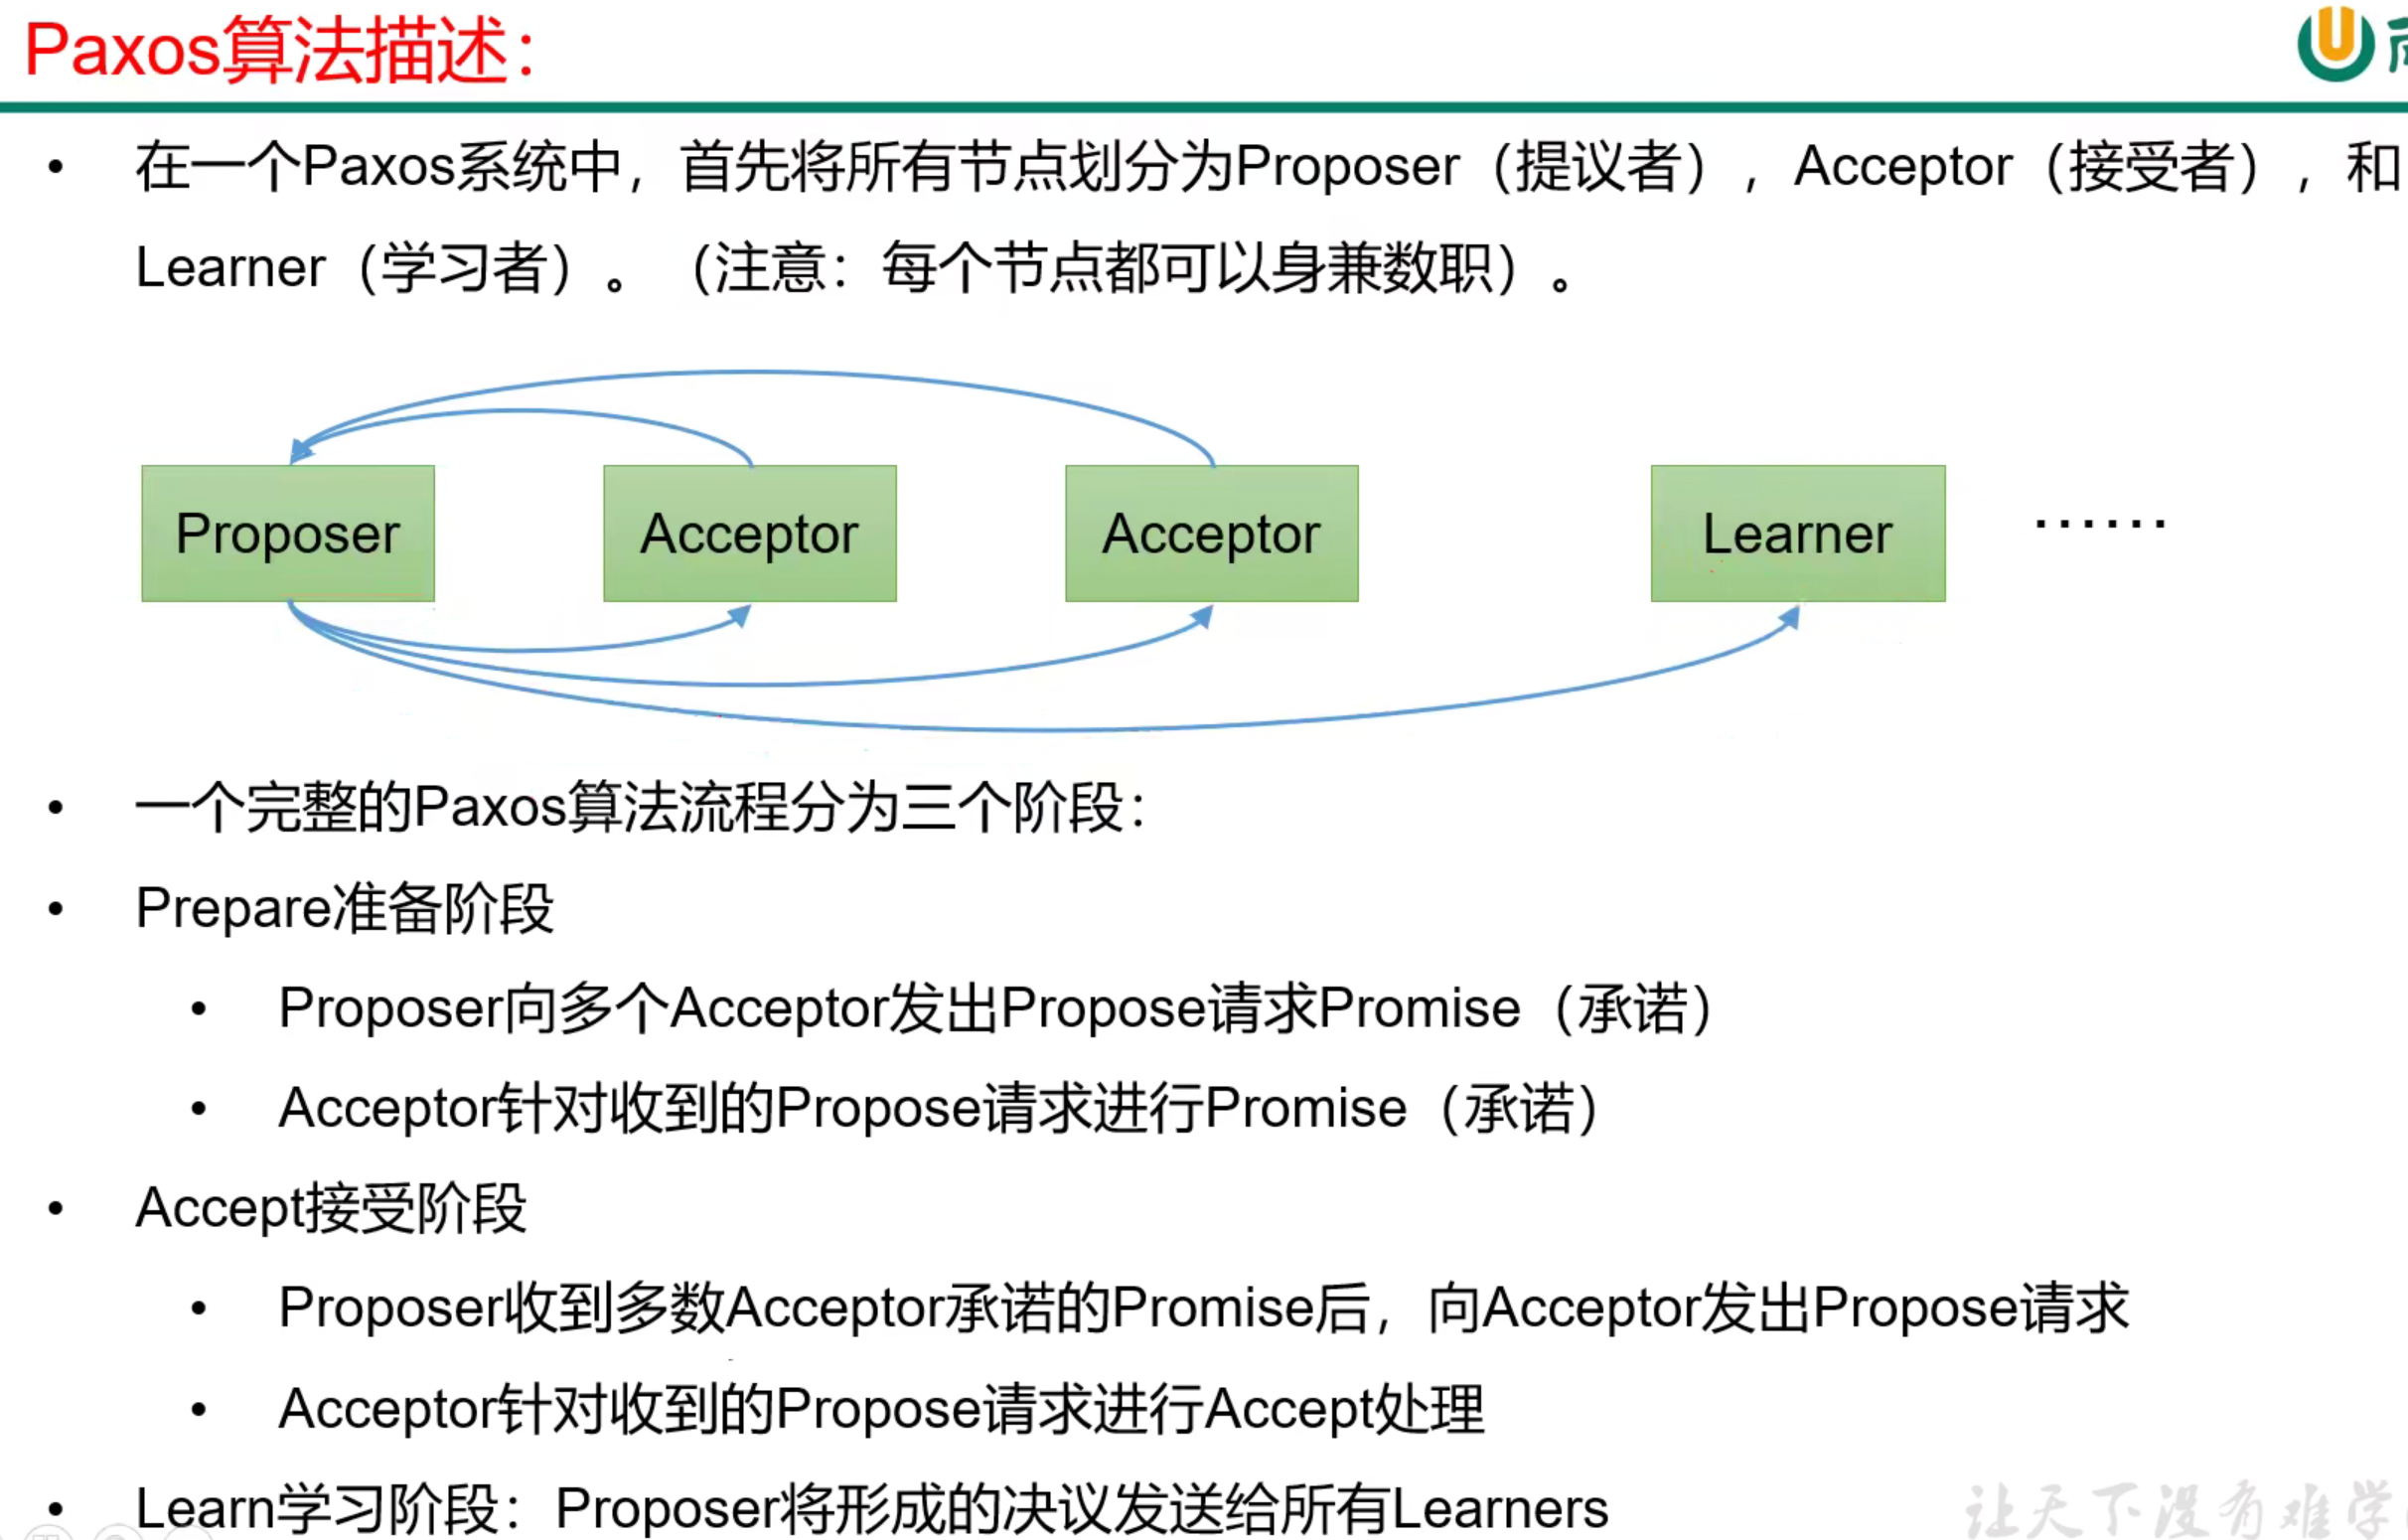 Paxos算法描述：
• 在一个Paxos系统中，首先将所有节点划分为Proposer（提议者），Acceptor（接受者），和
Learner（学习者）。（注意：每个节点都可以身兼数职）。
Proposer
Acceptor
Acceptor
Learner
······
• 一个完整的Paxos算法流程分为三个阶段：
• Prepare准备阶段
• Proposer向多个Acceptor发出Propose请求Promise（承诺）
• Acceptor针对收到的Propose请求进行Promise（承诺）
• Accept接受阶段
• Proposer收到多数Acceptor承诺的Promise后，向Acceptor发出Propose请求
• Acceptor针对收到的Propose请求进行Accept处理
• Learn学习阶段：Proposer将形成的决议发送给所有Learners
让天下没有难学